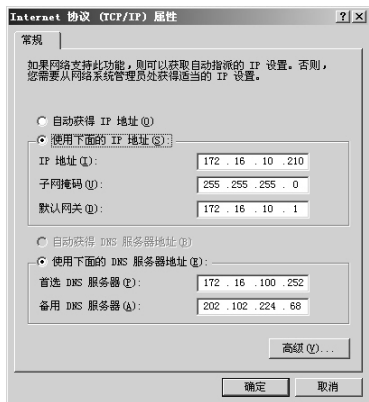 Internet 协议 (TCP/IP) 属性
常规
如果网络支持此功能，则可以获取自动指派的 IP 设置。否则，
您需要从网络系统管理员处获得适当的 IP 设置。
自动获得 IP 地址(O)
使用下面的 IP 地址(S):
IP 地址(I): 172 . 16 . 10 .210
子网掩码(U): 255 .255 .255 . 0
默认网关(D): 172 . 16 . 10 . 1
自动获得 DNS 服务器地址(B)
使用下面的 DNS 服务器地址(E):
首选 DNS 服务器(P): 172 . 16 .100 .252
备用 DNS 服务器(A): 202 .102 .224 . 68
高级(V)...
确定 取消